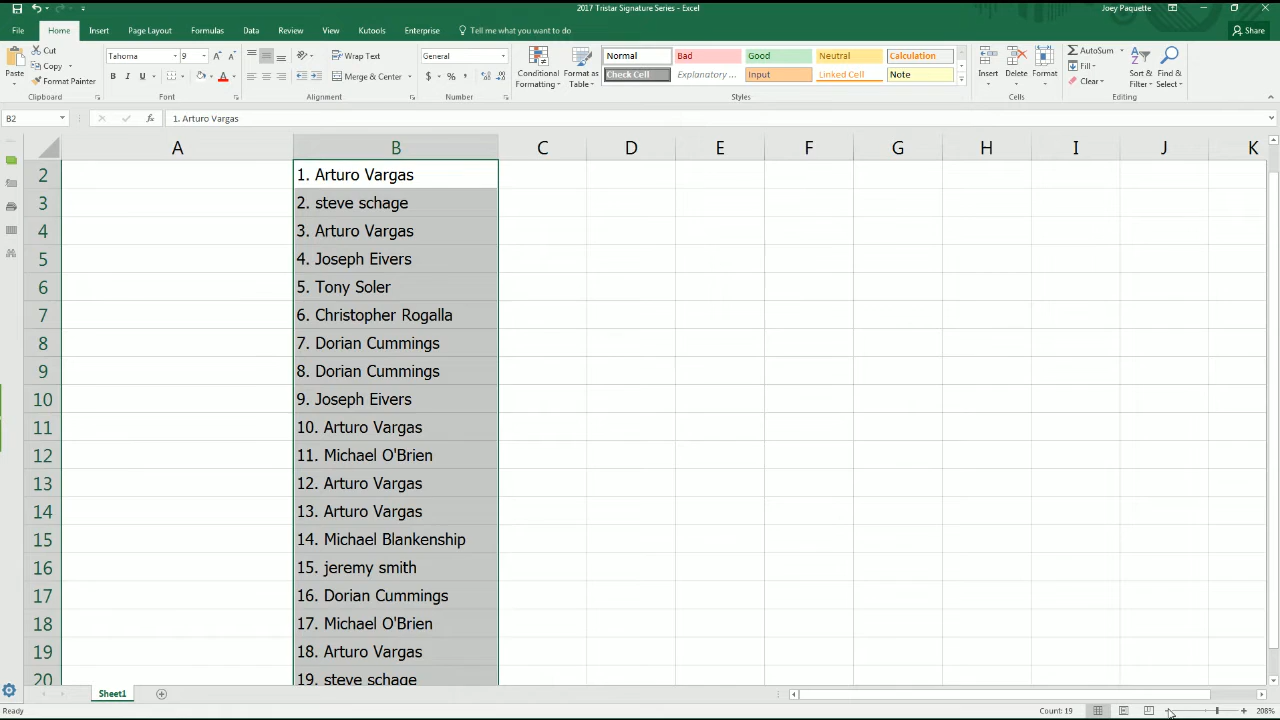 2017 Tristar Signature Series - Excel
Joey Paquette
File Home Insert Page Layout Formulas Data Review View Kutools Enterprise Tell me what you want to do Share
Paste
Cut
Copy
Format Painter
Clipboard
Tahoma 9
B I U
Font
Wrap Text
Merge & Center
Alignment
General
$ % ,
Number
Conditional Formatting
Format as Table
Normal Bad Good Neutral Calculation
Check Cell Explanatory ... Input Linked Cell Note
Styles
Insert Delete Format
Cells
AutoSum
Fill
Clear
Sort & Filter
Find & Select
Editing
B2 fx 1. Arturo Vargas
A B C D E F G H I J K
2 1. Arturo Vargas
3 2. steve schage
4 3. Arturo Vargas
5 4. Joseph Eivers
6 5. Tony Soler
7 6. Christopher Rogalla
8 7. Dorian Cummings
9 8. Dorian Cummings
10 9. Joseph Eivers
11 10. Arturo Vargas
12 11. Michael O'Brien
13 12. Arturo Vargas
14 13. Arturo Vargas
15 14. Michael Blankenship
16 15. jeremy smith
17 16. Dorian Cummings
18 17. Michael O'Brien
19 18. Arturo Vargas
20 19. steve schage
Sheet1
Ready Count: 19 208%